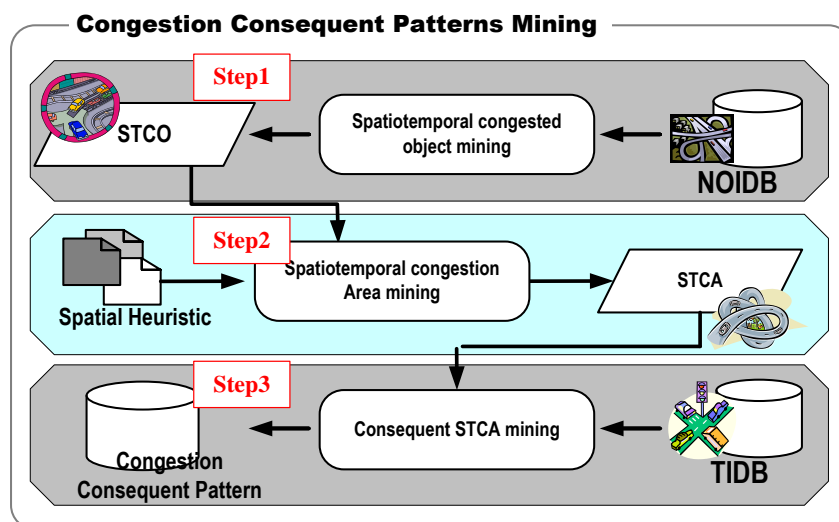 Congestion Consequent Patterns Mining
Step1
STCO
Spatiotemporal congested
object mining
NOIDB
Step2
Spatial Heuristic
Spatiotemporal congestion
Area mining
STCA
Step3
Congestion
Consequent Pattern
Consequent STCA mining
TIDB